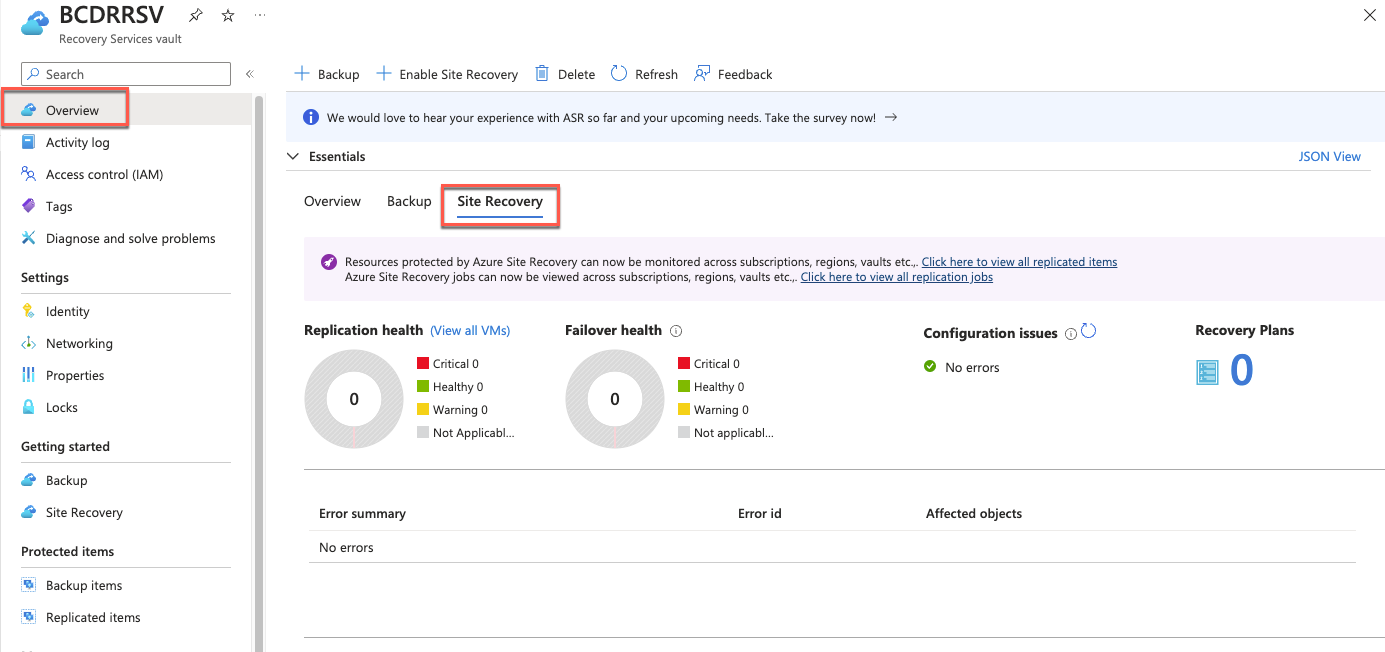 BCDRRSV
Recovery Services vault
Search
Overview
Activity log
Access control (IAM)
Tags
Diagnose and solve problems
Settings
Identity
Networking
Properties
Locks
Getting started
Backup
Site Recovery
Protected items
Backup items
Replicated items
Backup Enable Site Recovery Delete Refresh Feedback
We would love to hear your experience with ASR so far and your upcoming needs. Take the survey now! →
Essentials JSON View
Overview Backup Site Recovery
Resources protected by Azure Site Recovery can now be monitored across subscriptions, regions, vaults etc.,. Click here to view all replicated items
Azure Site Recovery jobs can now be viewed across subscriptions, regions, vaults etc.,. Click here to view all replication jobs
Replication health (View all VMs)
0
Critical 0
Healthy 0
Warning 0
Not Applicabl...
Failover health
0
Critical 0
Healthy 0
Warning 0
Not applicabl...
Configuration issues
No errors
Recovery Plans
0
Error summary Error id Affected objects
No errors